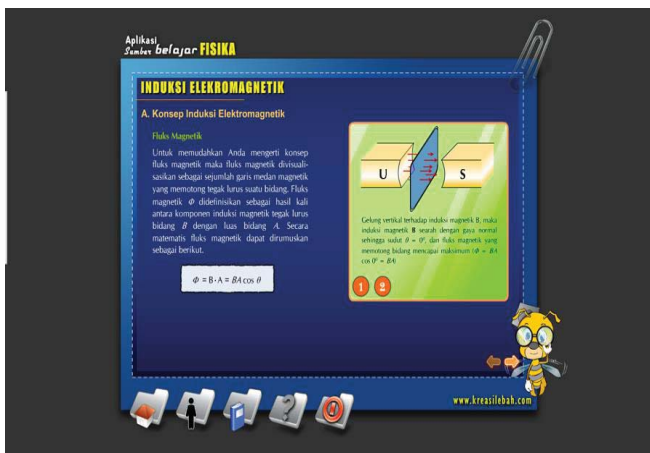 Aplikasi
Sumber belajar FISIKA
INDUKSI ELEKROMAGNETIK
A. Konsep Induksi Elektromagnetik
Fluks Magnetik
Untuk memudahkan Anda mengerti konsep
fluks magnetik maka fluks magnetik divisuali-
sasikan sebagai sejumlah garis medan magnetik
yang memotong tegak lurus suatu bidang. Fluks
magnetik Φ didefinisikan sebagai hasil kali
antara komponen induksi magnetik tegak lurus
bidang B dengan luas bidang A. Secara
matematis fluks magnetik dapat dirumuskan
sebagai berikut.
Φ = B · A = BA cos θ
U S
Gelung vertikal terhadap induksi magnetik B, maka
induksi magnetik B searah dengan gaya normal
sehingga sudut θ = 0°, dan fluks magnetik yang
memotong bidang mencapai maksimum (Φ = BA
cos 0° = BA)
1 2
www.kreasilebah.com